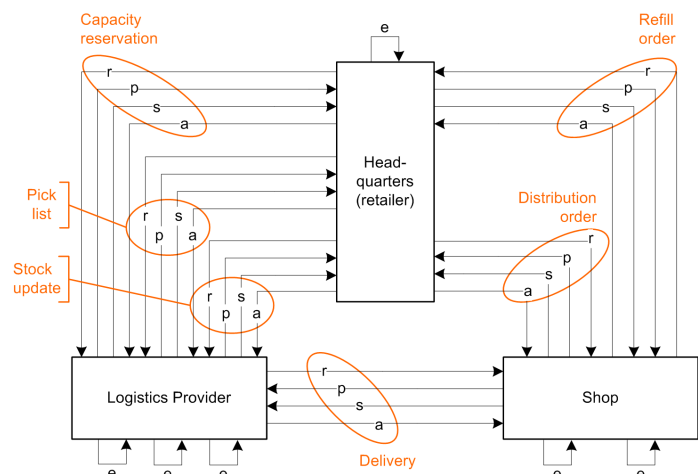 Capacity
reservation
e
Refill
order
r
p
s
a
r
p
s
a
Head-
quarters
(retailer)
Pick
list
r s
p a
Distribution
order
r
p
s
a
Stock
update
r s
p a
Logistics Provider
r
p
s
a
Shop
Delivery
e